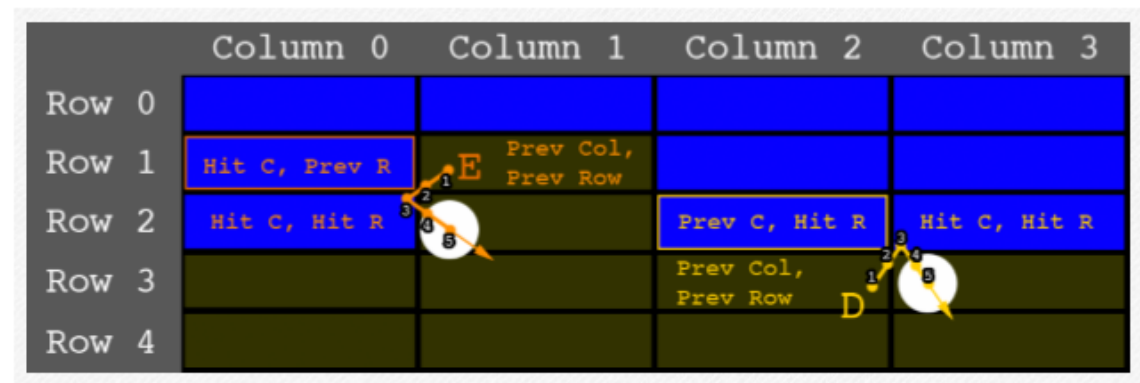 Column 0 Column 1 Column 2 Column 3
Row 0
Row 1 Hit C, Prev R 1 2 E Prev Col,
Prev Row
Row 2 Hit C, Hit R 3 4 5 Prev C, Hit R 3 Hit C, Hit R
2 4
Row 3 Prev Col,
Prev Row 1 D 5
Row 4